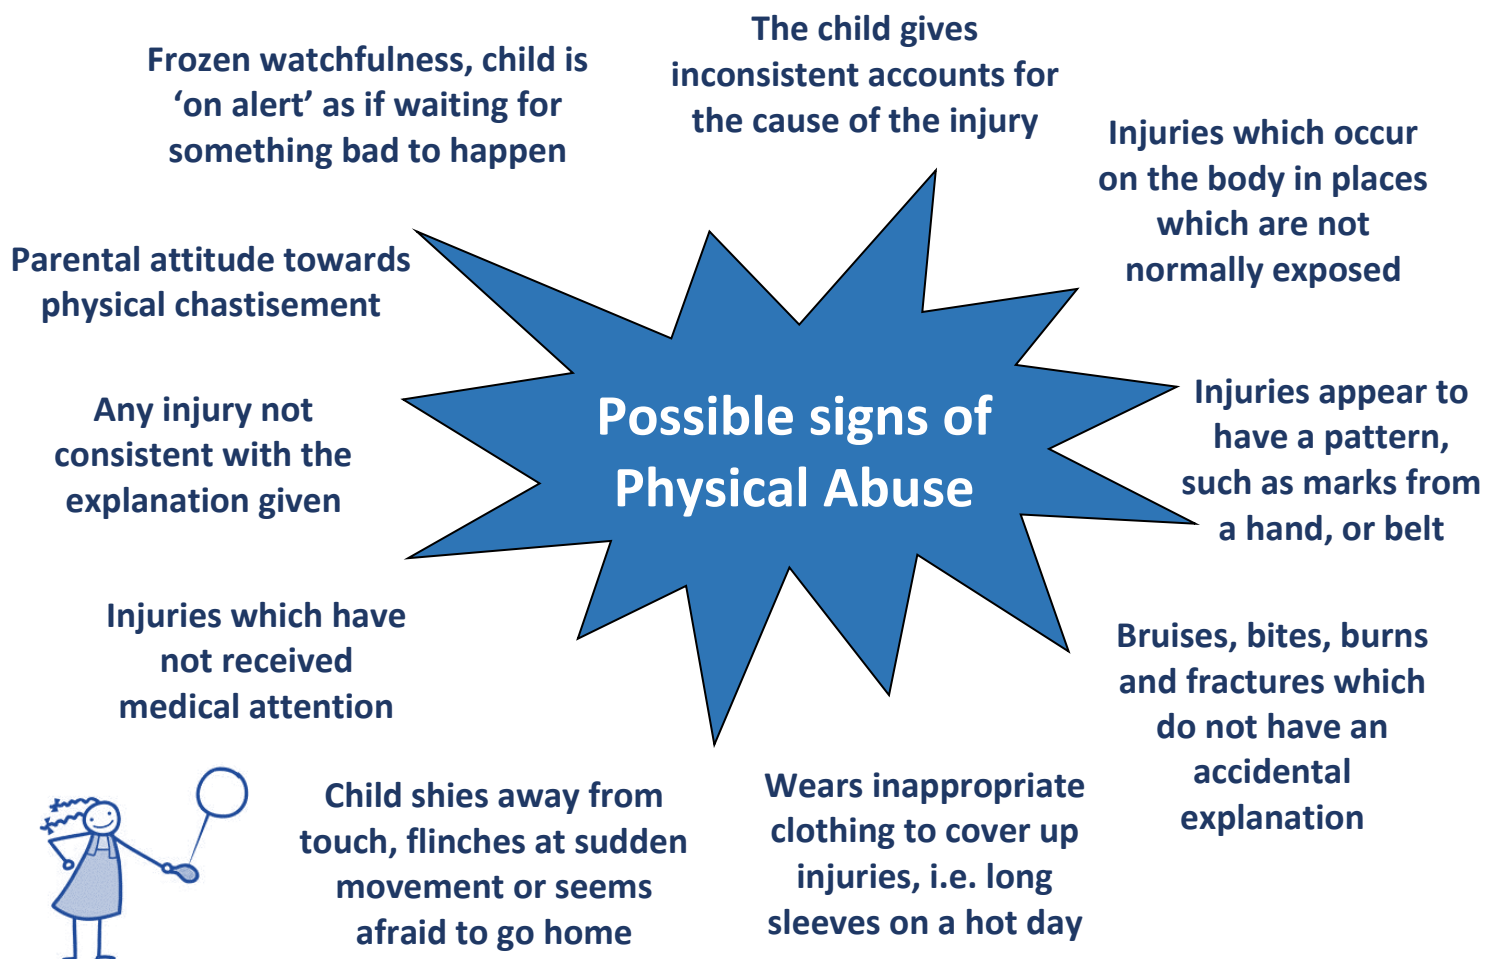 Frozen watchfulness, child is
‘on alert’ as if waiting for
something bad to happen
The child gives
inconsistent accounts for
the cause of the injury
Injuries which occur
on the body in places
which are not
normally exposed
Parental attitude towards
physical chastisement
Any injury not
consistent with the
explanation given
Possible signs of
Physical Abuse
Injuries appear to
have a pattern,
such as marks from
a hand, or belt
Injuries which have
not received
medical attention
Bruises, bites, burns
and fractures which
do not have an
accidental
explanation
Child shies away from
touch, flinches at sudden
movement or seems
afraid to go home
Wears inappropriate
clothing to cover up
injuries, i.e. long
sleeves on a hot day